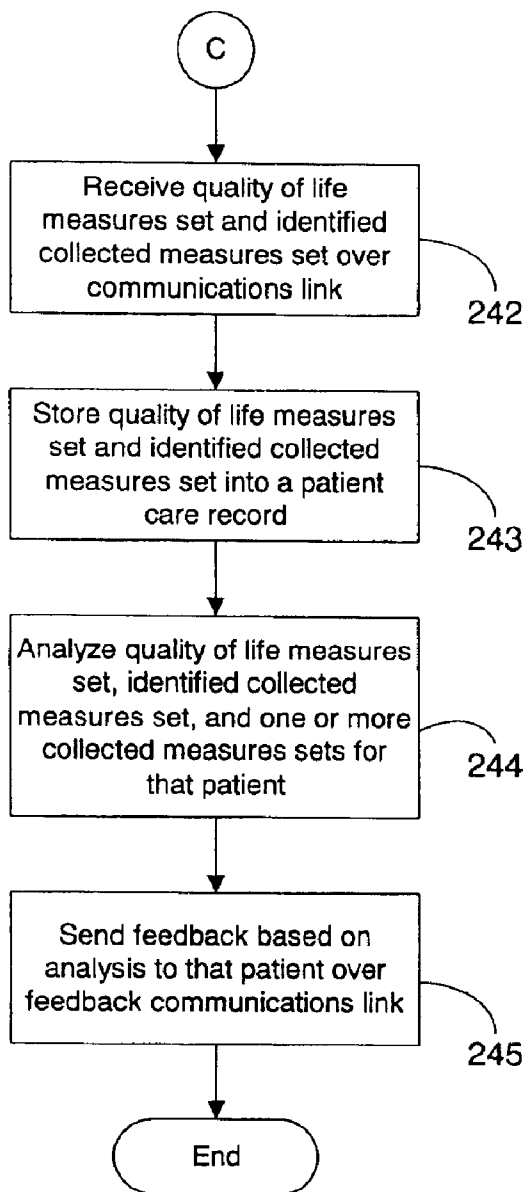 C
Receive quality of life
measures set and identified
collected measures set over
communications link
242
Store quality of life measures
set and identified collected
measures set into a patient
care record
243
Analyze quality of life measures
set, identified collected
measures set, and one or more
collected measures sets for
that patient
244
Send feedback based on
analysis to that patient over
feedback communications link
245
End